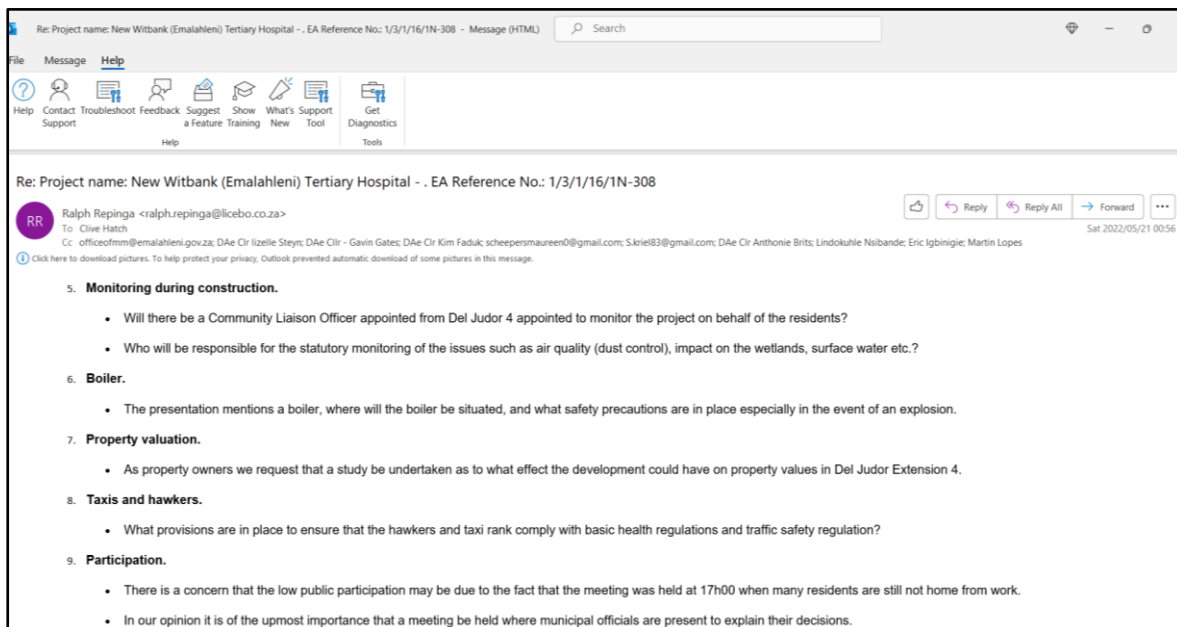 Re: Project name: New Witbank (Emalahleni) Tertiary Hospital - . EA Reference No.: 1/3/1/16/1N-308 - Message (HTML)
Search
File Message Help
Help Contact Support Troubleshoot Feedback Suggest a Feature Show Training What's New Support Tool Get Diagnostics
Help Tools
Re: Project name: New Witbank (Emalahleni) Tertiary Hospital - . EA Reference No.: 1/3/1/16/1N-308
RR
Ralph Repinga <ralph.repinga@licebo.co.za>
Reply Reply All Forward
To Clive Hatch
Sat 2022/05/21 00:56
Cc officeofmm@emalahleni.gov.za; DAe Clr Iizelle Steyn; DAe Cllr - Gavin Gates; DAe Clr Kim Faduk; scheepersmaureen0@gmail.com; S.kriel83@gmail.com; DAe Clr Anthonie Brits; Lindokuhle Nsibande; Eric Igbinigie; Martin Lopes
Click here to download pictures. To help protect your privacy, Outlook prevented automatic download of some pictures in this message.
5. Monitoring during construction.
• Will there be a Community Liaison Officer appointed from Del Judor 4 appointed to monitor the project on behalf of the residents?
• Who will be responsible for the statutory monitoring of the issues such as air quality (dust control), impact on the wetlands, surface water etc.?
6. Boiler.
• The presentation mentions a boiler, where will the boiler be situated, and what safety precautions are in place especially in the event of an explosion.
7. Property valuation.
• As property owners we request that a study be undertaken as to what effect the development could have on property values in Del Judor Extension 4.
8. Taxis and hawkers.
• What provisions are in place to ensure that the hawkers and taxi rank comply with basic health regulations and traffic safety regulation?
9. Participation.
• There is a concern that the low public participation may be due to the fact that the meeting was held at 17h00 when many residents are still not home from work.
• In our opinion it is of the upmost importance that a meeting be held where municipal officials are present to explain their decisions.